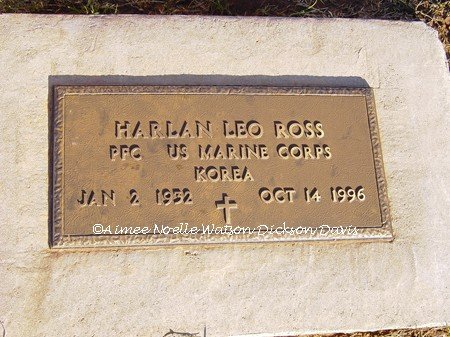 HARLAN LEO ROSS
PFC US MARINE CORPS
KOREA
JAN 2 1932 OCT 14 1996
©Aimee Noelle Watson Dickson Davis